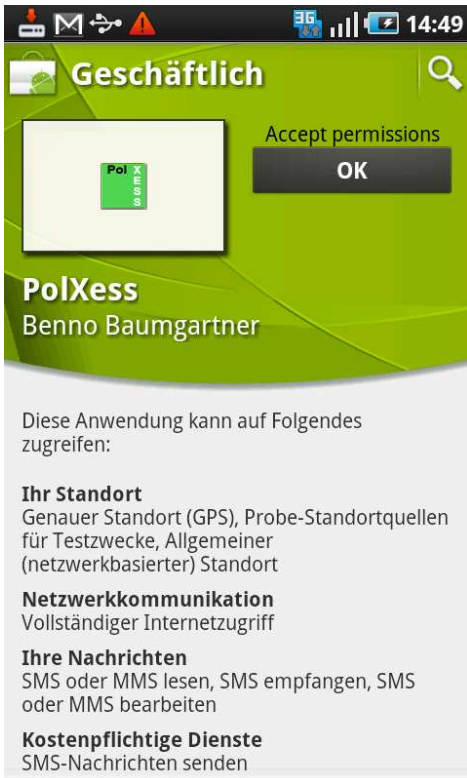 3G 14:49
Geschäftlich
Accept permissions
OK
Pol X
E
S
S
PolXess
Benno Baumgartner
Diese Anwendung kann auf Folgendes
zugreifen:
Ihr Standort
Genauer Standort (GPS), Probe-Standortquellen
für Testzwecke, Allgemeiner
(netzwerkbasierter) Standort
Netzwerkkommunikation
Vollständiger Internetzugriff
Ihre Nachrichten
SMS oder MMS lesen, SMS empfangen, SMS
oder MMS bearbeiten
Kostenpflichtige Dienste
SMS-Nachrichten senden